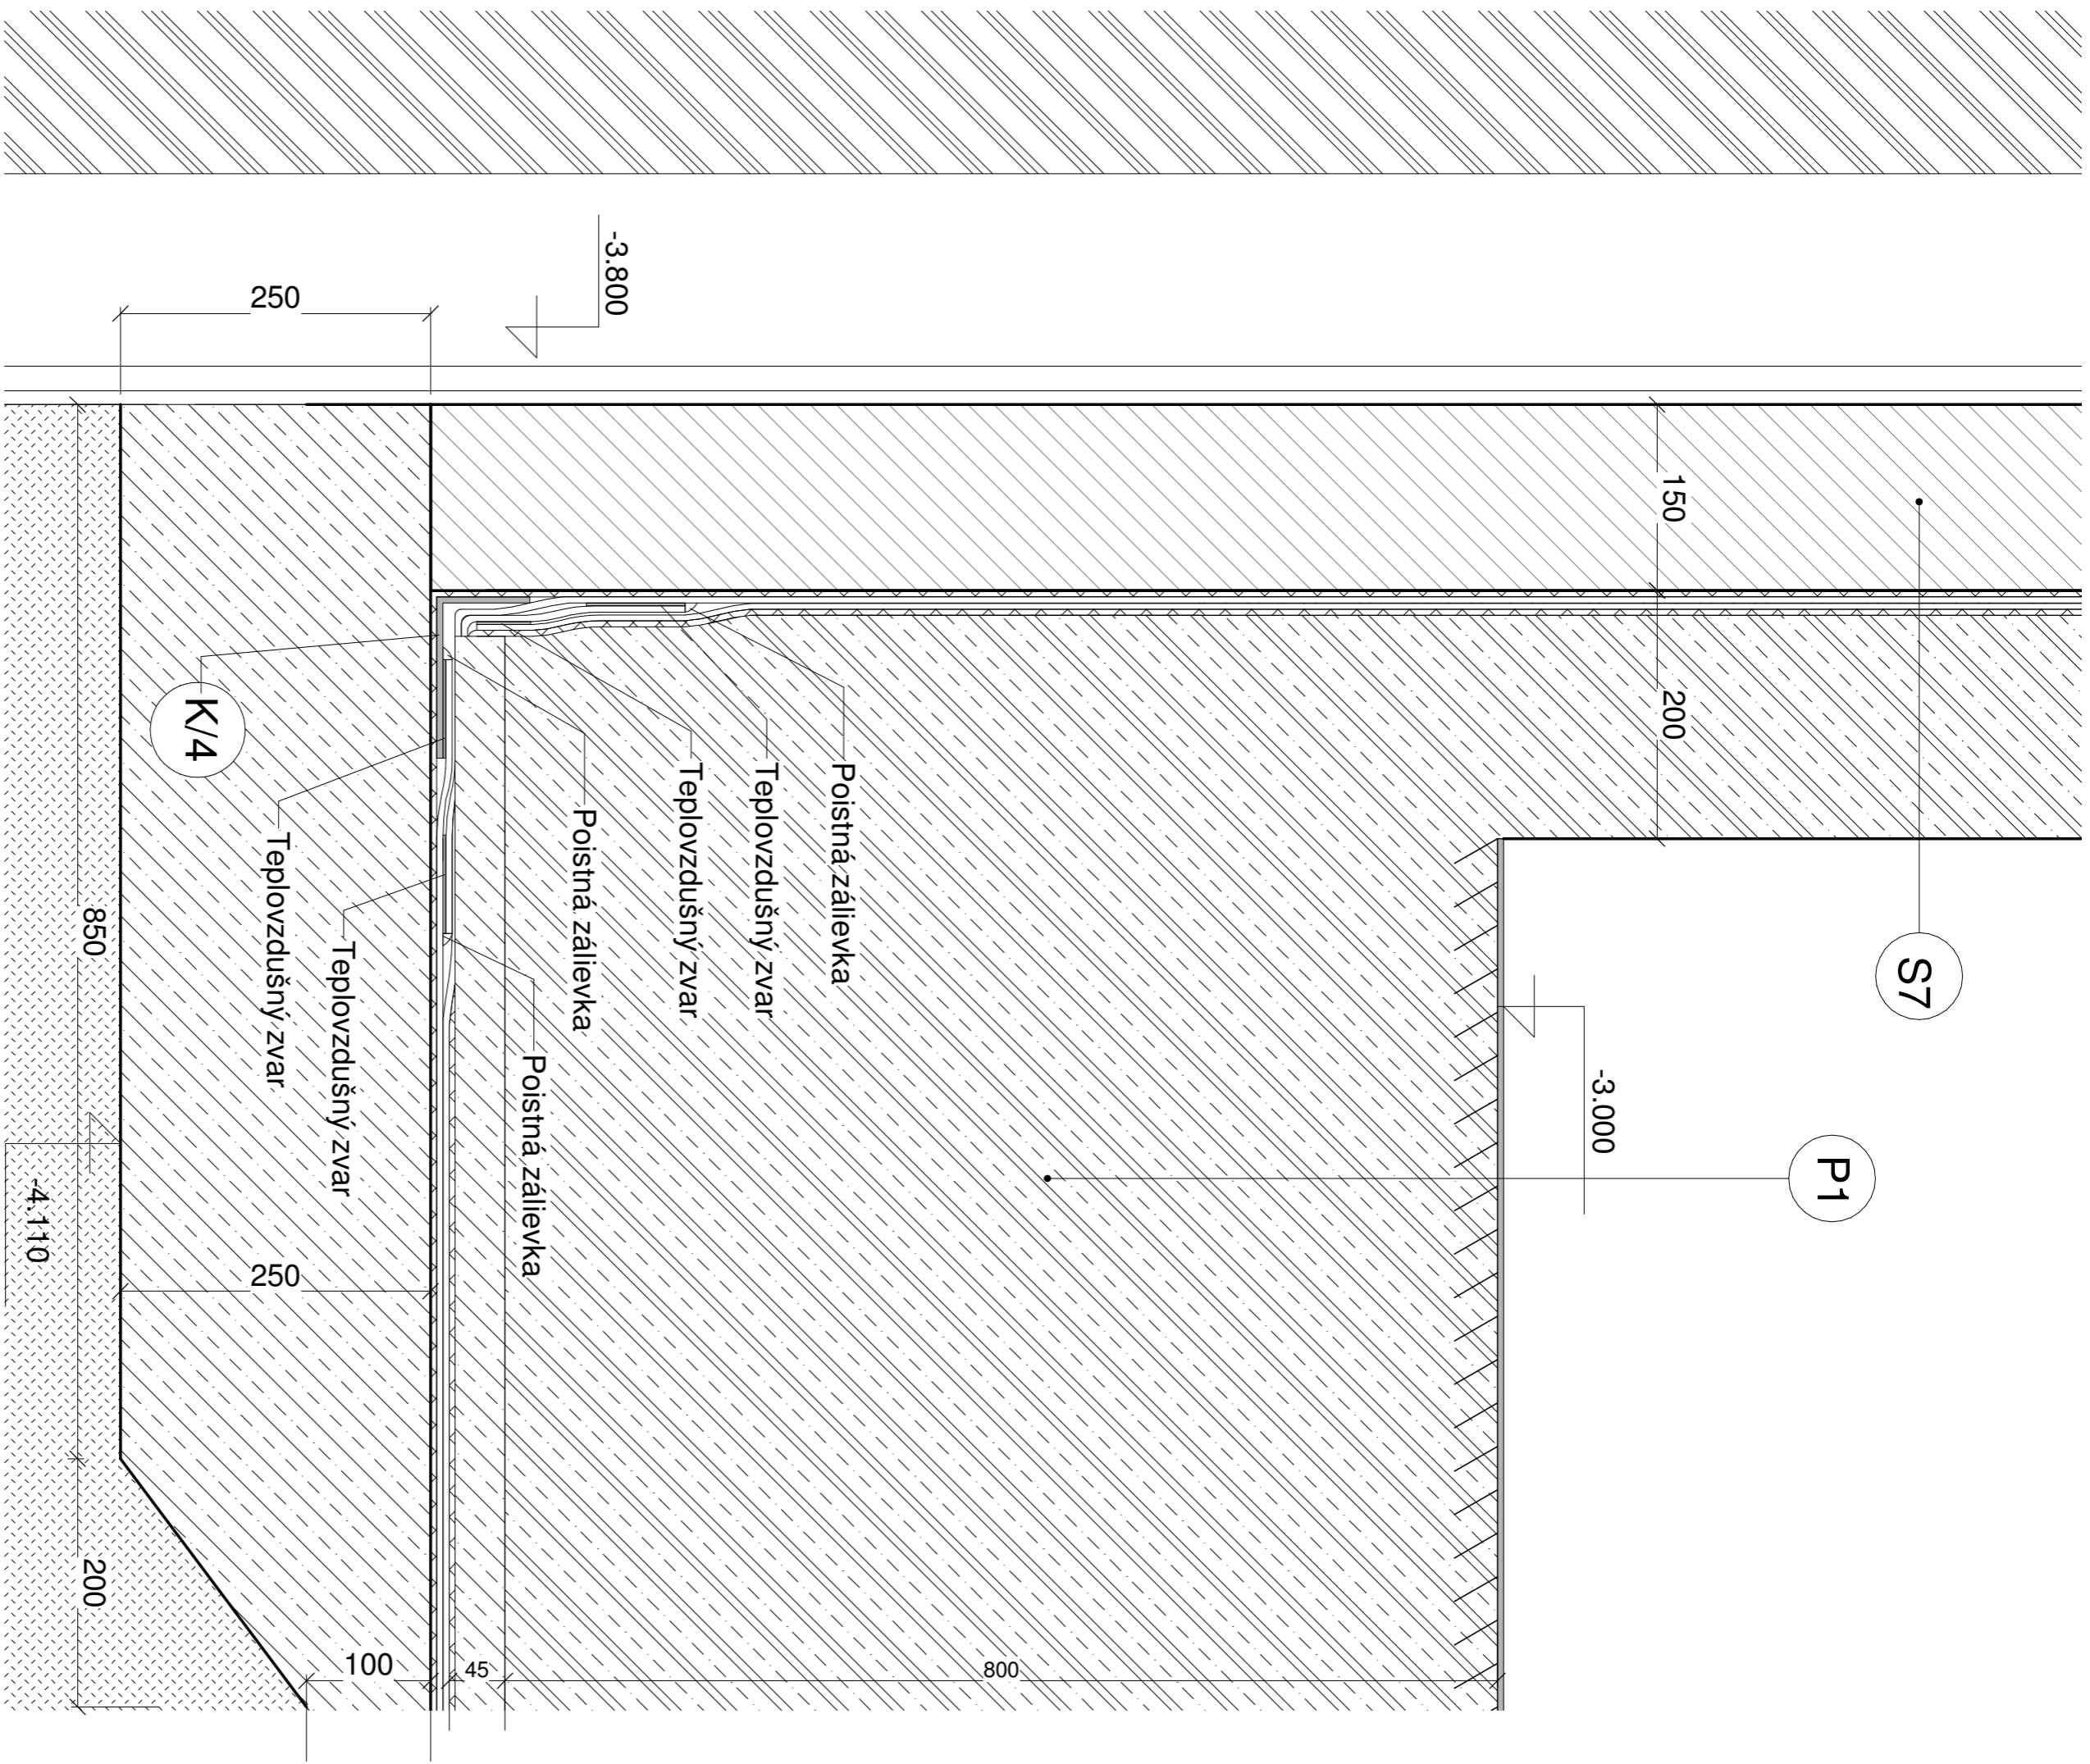 S7
150
200
P1
-3.000
-3.800
Poistná zálievka
Teplovzdušný zvar
Teplovzdušný zvar
Poistná zálievka
Poistná zálievka
800
45
250
K/4
Teplovzdušný zvar
Teplovzdušný zvar
250
100
850
200
-4.110